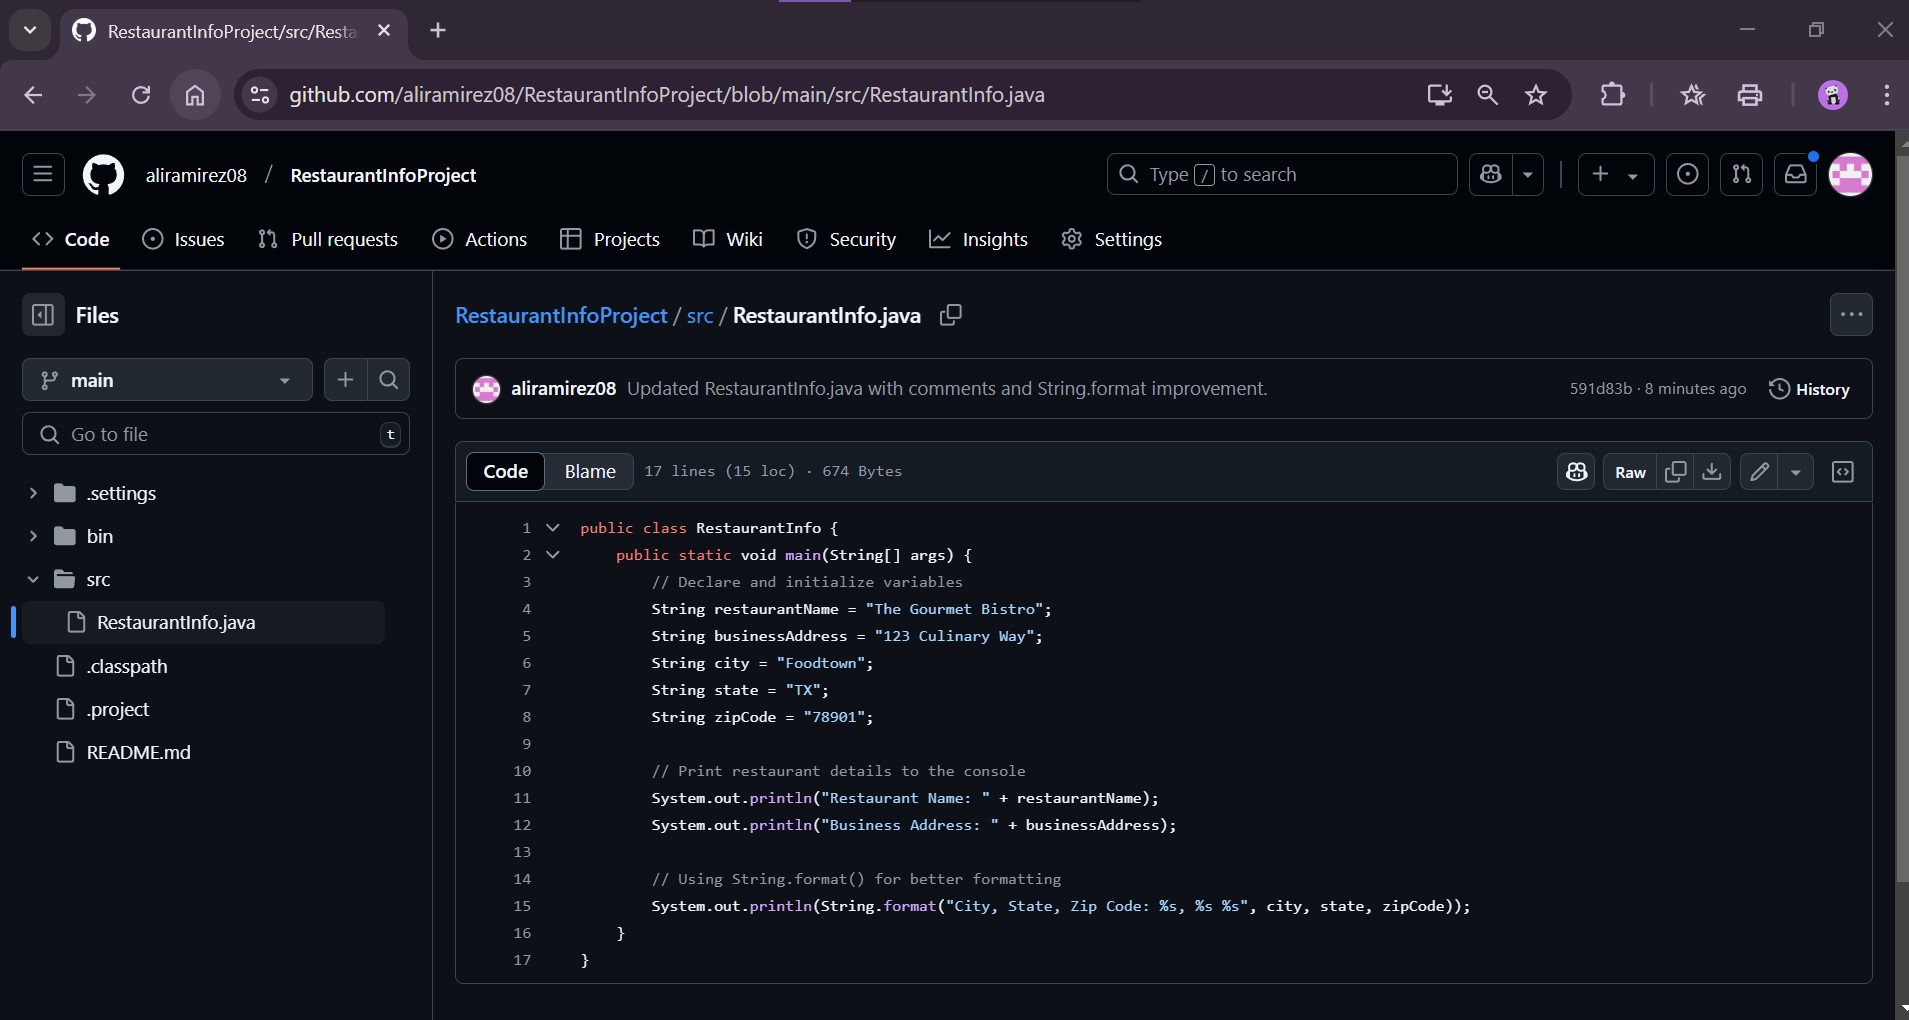 RestaurantInfoProject/src/Resta
github.com/aliramirez08/RestaurantInfoProject/blob/main/src/RestaurantInfo.java
aliramirez08 / RestaurantInfoProject
Type / to search
Code Issues Pull requests Actions Projects Wiki Security Insights Settings
Files
main
Go to file t
.settings
bin
src
RestaurantInfo.java
.classpath
.project
README.md
RestaurantInfoProject / src / RestaurantInfo.java
aliramirez08 Updated RestaurantInfo.java with comments and String.format improvement. 591d83b · 8 minutes ago History
Code Blame 17 lines (15 loc) · 674 Bytes Raw
1 public class RestaurantInfo {
2 public static void main(String[] args) {
3 // Declare and initialize variables
4 String restaurantName = "The Gourmet Bistro";
5 String businessAddress = "123 Culinary Way";
6 String city = "Foodtown";
7 String state = "TX";
8 String zipCode = "78901";
9
10 // Print restaurant details to the console
11 System.out.println("Restaurant Name: " + restaurantName);
12 System.out.println("Business Address: " + businessAddress);
13
14 // Using String.format() for better formatting
15 System.out.println(String.format("City, State, Zip Code: %s, %s %s", city, state, zipCode));
16 }
17 }